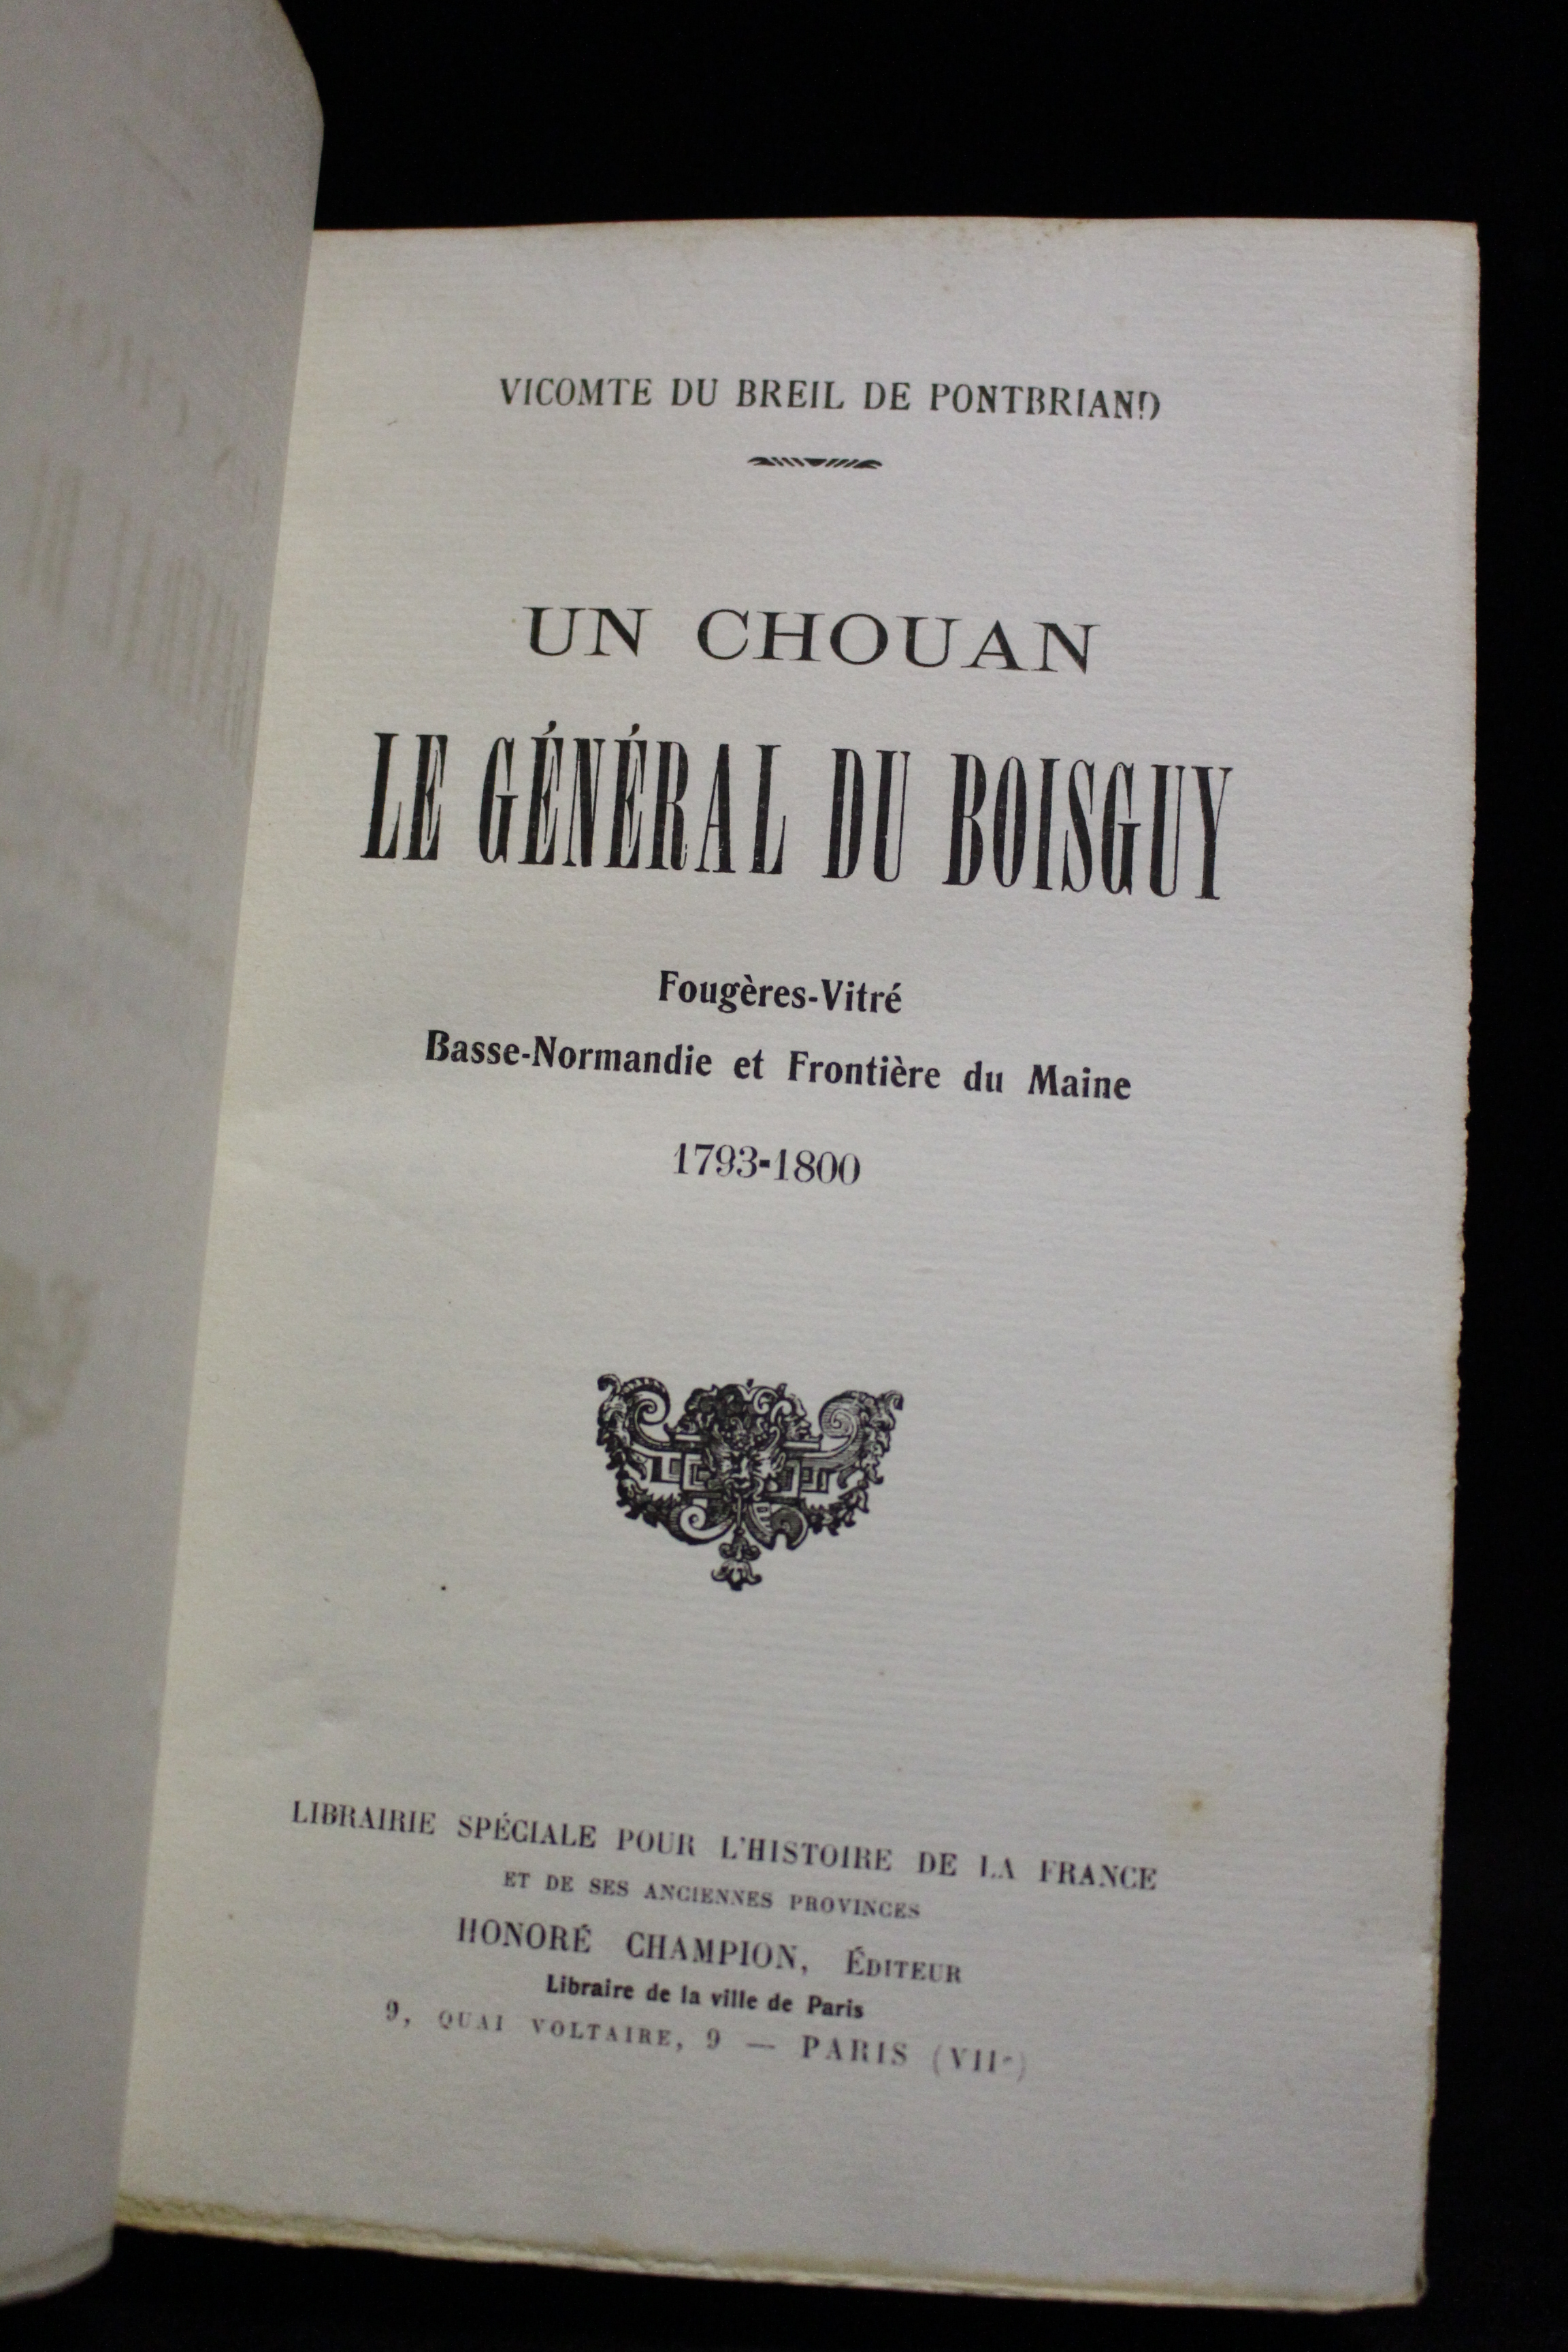 VICOMTE DU BREIL DE PONTBRIAND
UN CHOUAN
LE GÉNÉRAL DU BOISGUY
Fougères-Vitré
Basse-Normandie et Frontière du Maine
1793-1800
LIBRAIRIE SPÉCIALE POUR L'HISTOIRE DE LA FRANCE
ET DE SES ANCIENNES PROVINCES
HONORÉ CHAMPION, ÉDITEUR
Libraire de la ville de Paris
9, QUAI VOLTAIRE, 9 — PARIS (VIIe)